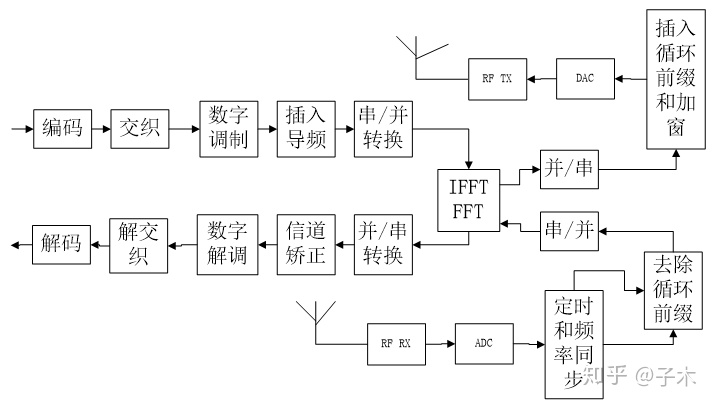 插入
循环
前缀
和加
窗
RF TX
DAC
编码
交织
数字
调制
插入
导频
串/并
转换
IFFT
FFT
并/串
解码
解交
织
数字
解调
信道
矫正
并/串
转换
串/并
去除
循环
前缀
RF RX
ADC
定时
和频
率同
步
知乎 @子木